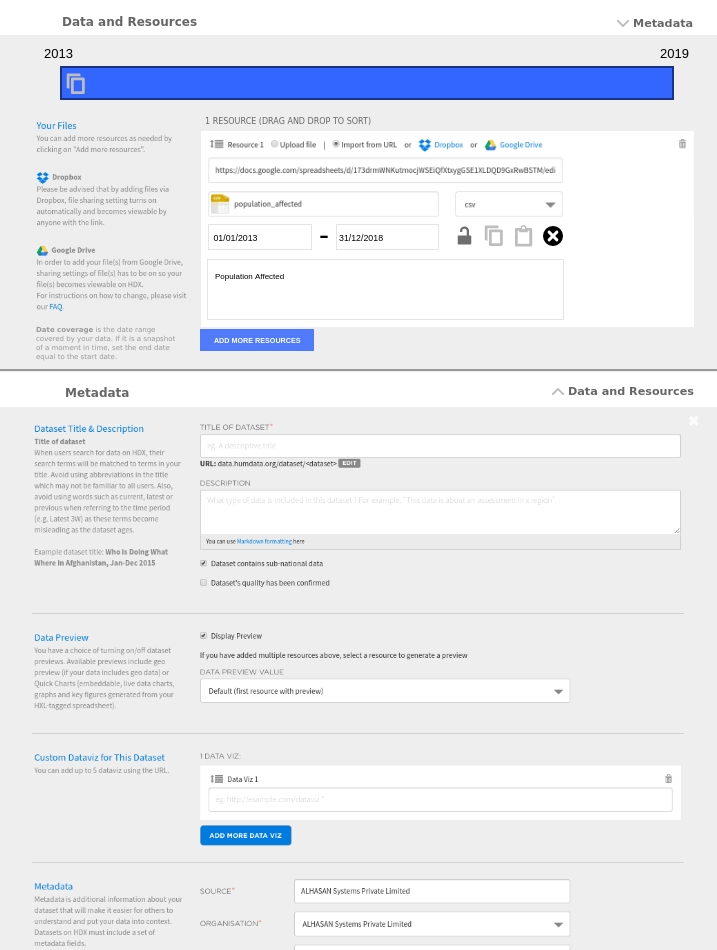 Data and Resources
Metadata
2013
2019
Your Files
You can add more resources as needed by
clicking on "Add more resources".
Dropbox
Please be advised that by adding files via
Dropbox, file sharing setting turns on
automatically and becomes viewable by
anyone with the link.
Google Drive
In order to add your file(s) from Google Drive,
sharing settings of file(s) has to be on so your
file(s) becomes viewable on HDX.
For instructions on how to change, please visit
our FAQ.
Date coverage is the date range
covered by your data. If it is a snapshot
of a moment in time, set the end date
equal to the start date.
1 RESOURCE (DRAG AND DROP TO SORT)
Resource 1 Upload file | Import from URL or Dropbox or Google Drive
population_affected
csv
01/01/2013 – 31/12/2018
Population Affected
ADD MORE RESOURCES
Metadata
Data and Resources
Dataset Title & Description
Title of dataset
When users search for data on HDX, their
search terms will be matched to terms in your
title. Avoid using abbreviations in the title
which may not be familiar to all users. Also,
avoid using words such as current, latest or
previous when referring to the time period
(e.g. Latest 3W) as these terms become
misleading as the dataset ages.
Example dataset title: Who Is Doing What
Where in Afghanistan, Jan-Dec 2015
TITLE OF DATASET*
eg. A descriptive title
URL: data.humdata.org/dataset/<dataset> EDIT
DESCRIPTION
What type of data is included in this dataset ? For example, "This data is about an assessment in x region"
You can use Markdown formatting here
Dataset contains sub-national data
Dataset's quality has been confirmed
Data Preview
You have a choice of turning on/off dataset
previews. Available previews include geo
preview (if your data includes geo data) or
Quick Charts (embeddable, live data charts,
graphs and key figures generated from your
HXL-tagged spreadsheet).
Display Preview
If you have added multiple resources above, select a resource to generate a preview
DATA PREVIEW VALUE
Default (first resource with preview)
Custom Dataviz for This Dataset
You can add up to 5 dataviz using the URL.
1 DATA VIZ:
Data Viz 1
eg. http://example.com/dataviz *
ADD MORE DATA VIZ
Metadata
Metadata is additional information about your
dataset that will make it easier for others to
understand and put your data into context.
Datasets on HDX must include a set of
metadata fields.
SOURCE*
ALHASAN Systems Private Limited
ORGANISATION*
ALHASAN Systems Private Limited